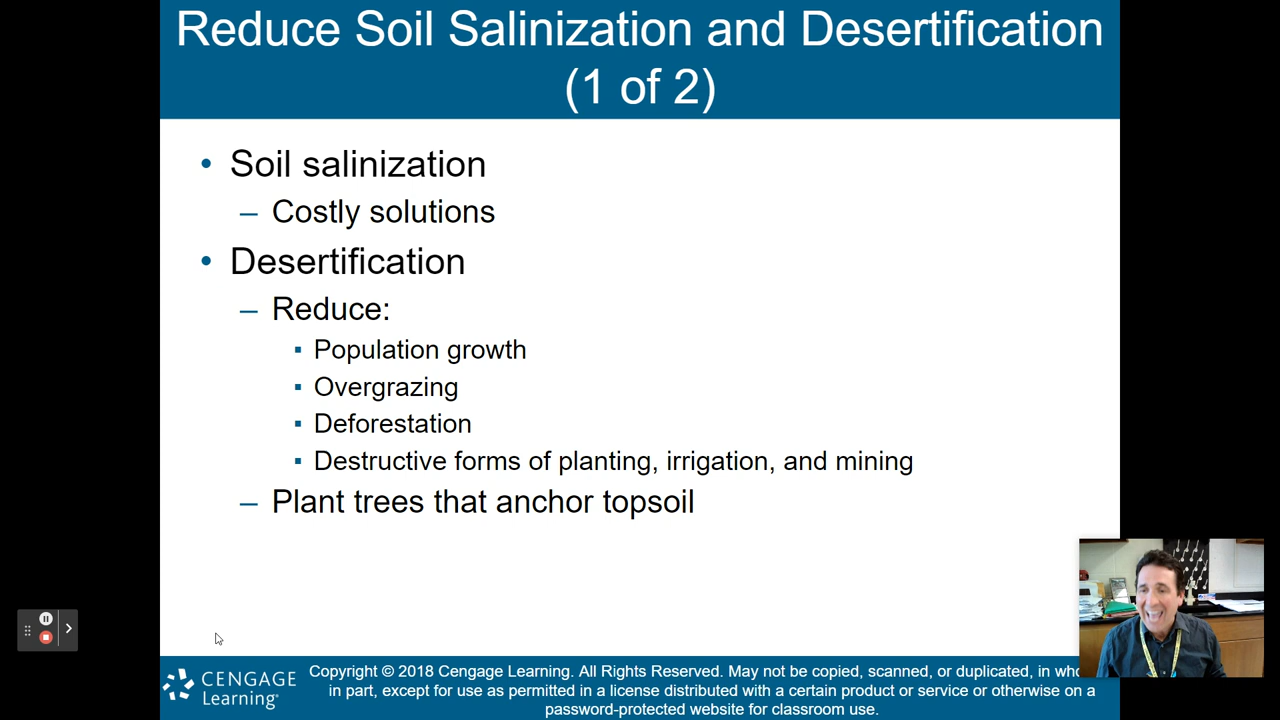 Reduce Soil Salinization and Desertification
(1 of 2)
• Soil salinization
– Costly solutions
• Desertification
– Reduce:
▪ Population growth
▪ Overgrazing
▪ Deforestation
▪ Destructive forms of planting, irrigation, and mining
– Plant trees that anchor topsoil
CENGAGE
Learning®
Copyright © 2018 Cengage Learning. All Rights Reserved. May not be copied, scanned, or duplicated, in
in part, except for use as permitted in a license distributed with a certain product or service or otherwise on a
password-protected website for classroom use.